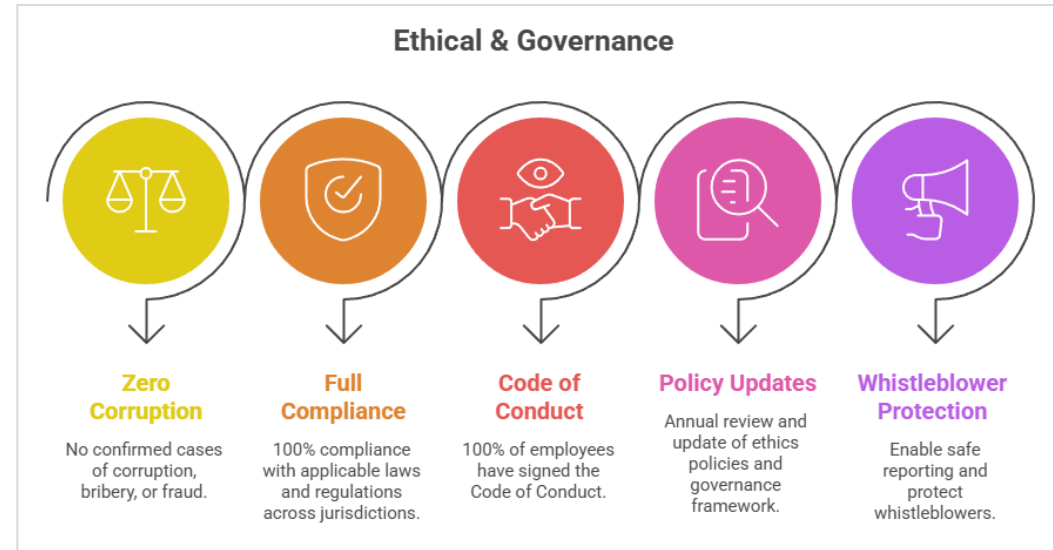 Ethical & Governance
Zero
Corruption
No confirmed cases
of corruption,
bribery, or fraud.
Full
Compliance
100% compliance
with applicable laws
and regulations
across jurisdictions.
Code of
Conduct
100% of employees
have signed the
Code of Conduct.
Policy Updates
Annual review and
update of ethics
policies and
governance
framework.
Whistleblower
Protection
Enable safe
reporting and
protect
whistleblowers.